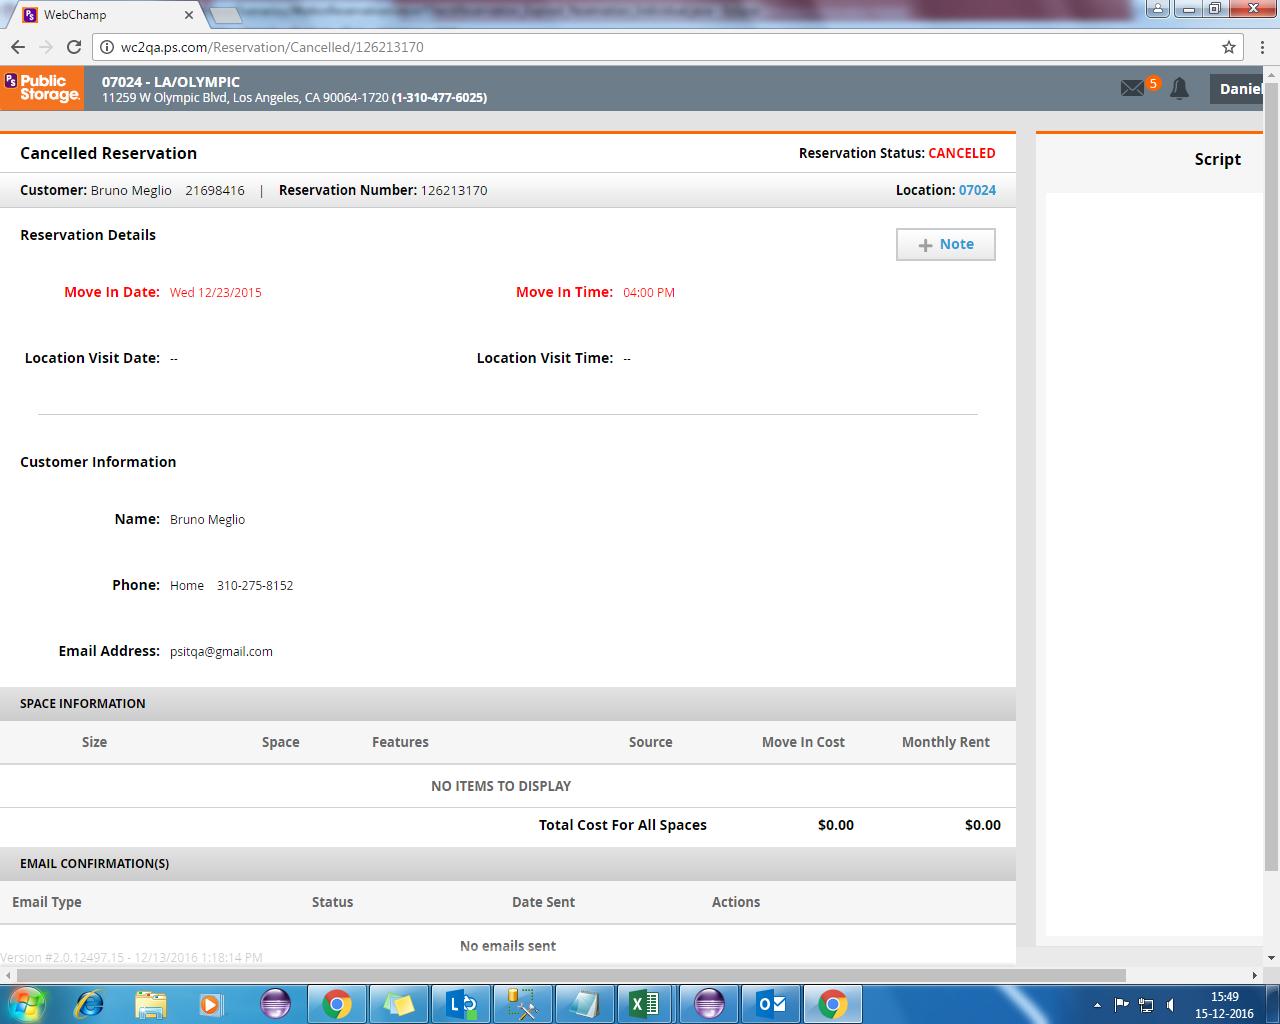 WebChamp
wc2qa.ps.com/Reservation/Cancelled/126213170
PS Public Storage.
07024 - LA/OLYMPIC
11259 W Olympic Blvd, Los Angeles, CA 90064-1720 (1-310-477-6025)
5
Daniel
Cancelled Reservation
Reservation Status: CANCELED
Script
Customer: Bruno Meglio 21698416 | Reservation Number: 126213170
Location: 07024
Reservation Details
+ Note
Move In Date: Wed 12/23/2015
Move In Time: 04:00 PM
Location Visit Date: --
Location Visit Time: --
Customer Information
Name: Bruno Meglio
Phone: Home 310-275-8152
Email Address: psitqa@gmail.com
SPACE INFORMATION
Size Space Features Source Move In Cost Monthly Rent
NO ITEMS TO DISPLAY
Total Cost For All Spaces $0.00 $0.00
EMAIL CONFIRMATION(S)
Email Type Status Date Sent Actions
No emails sent
Version #2.0.12497.15 - 12/13/2016 1:18:14 PM
15:49
15-12-2016